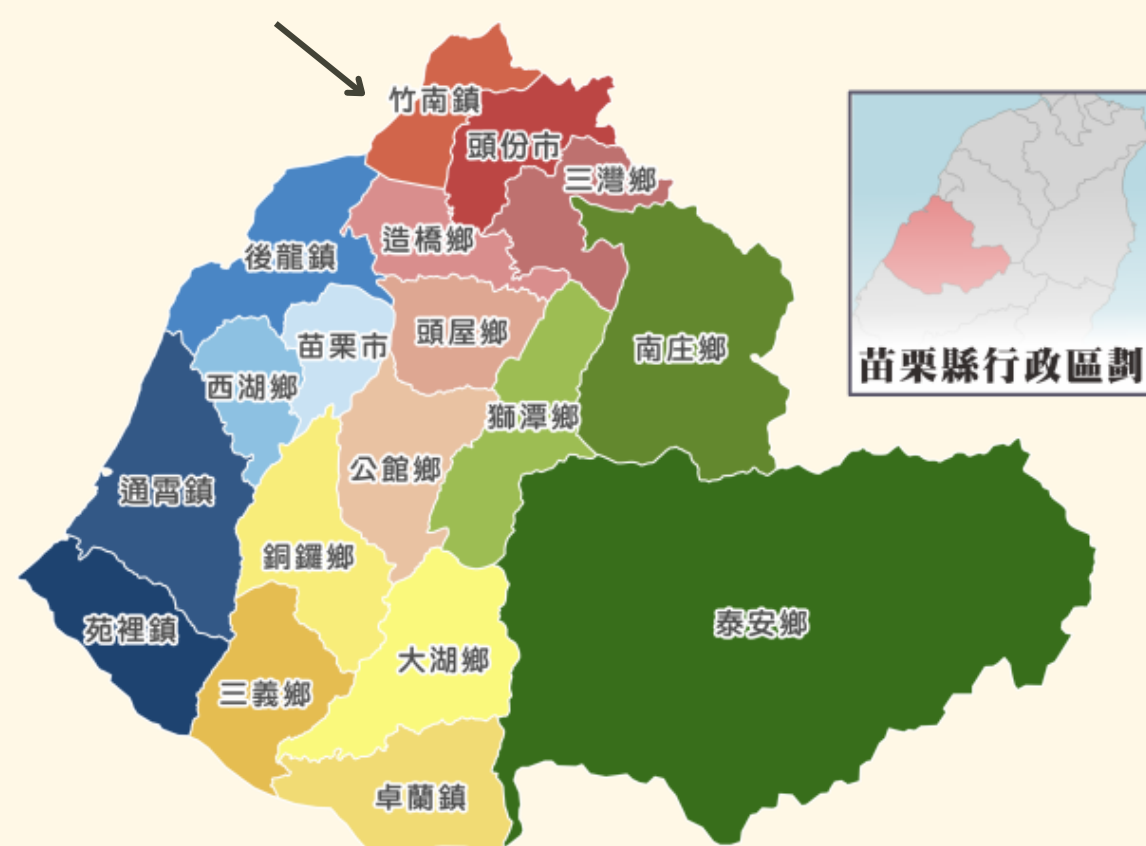 竹南鎮
頭份市
三灣鄉
造橋鄉
後龍鎮
頭屋鄉
苗栗市
南庄鄉
西湖鄉
獅潭鄉
公館鄉
通霄鎮
銅鑼鄉
泰安鄉
苑裡鎮
大湖鄉
三義鄉
卓蘭鎮
苗栗縣行政區劃